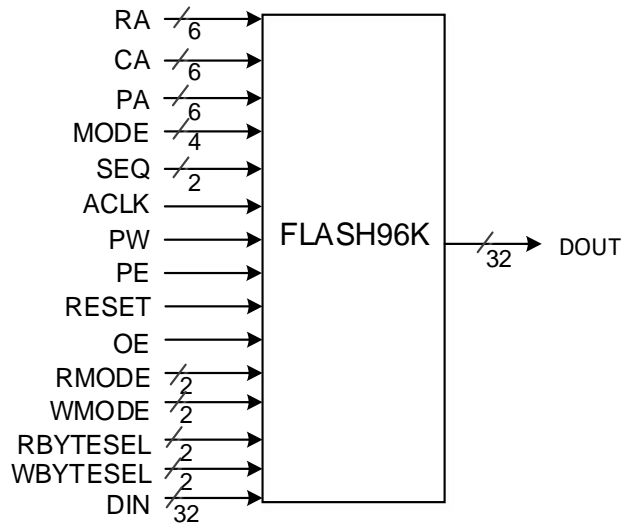 RA 6
CA 6
PA 6
MODE 4
SEQ 2
ACLK
PW
PE
RESET
OE
RMODE 2
WMODE 2
RBYTESEL 2
WBYTESEL 2
DIN 32
FLASH96K
32 DOUT